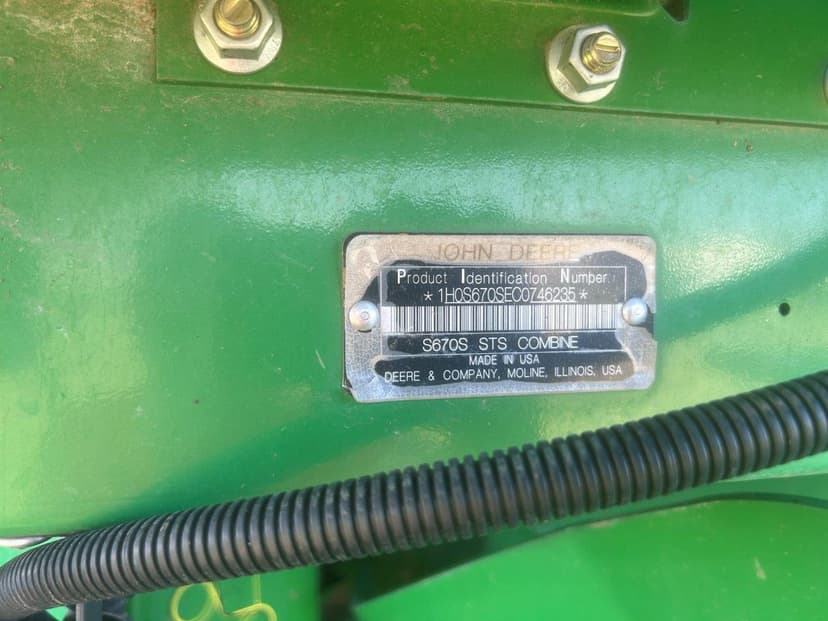 JOHN DEERE
Product Identification Number
*1H0S670SEC0746235*
S670S STS COMBINE
MADE IN USA
DEERE & COMPANY, MOLINE, ILLINOIS, USA